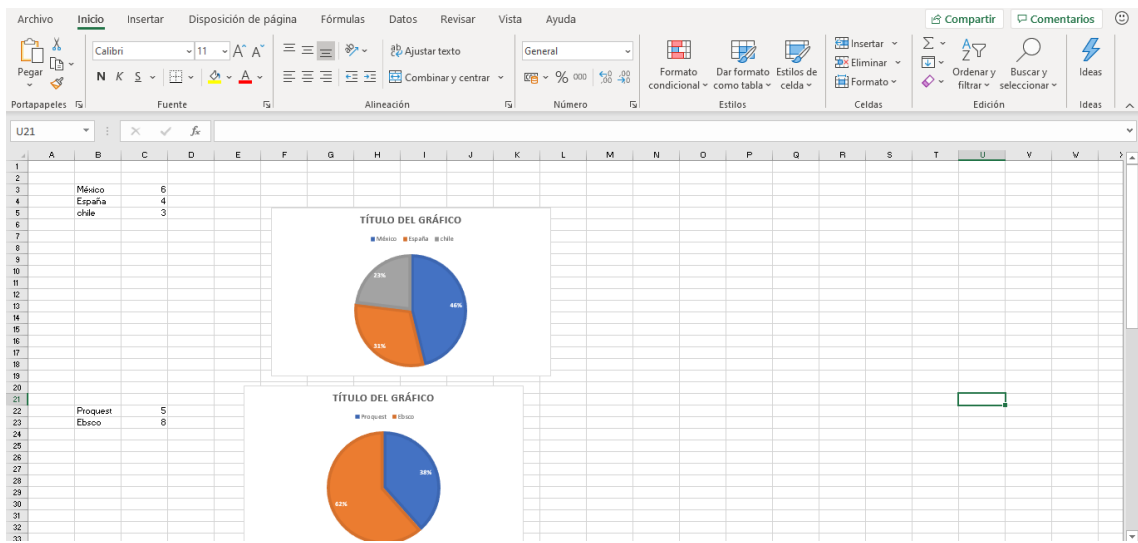 Archivo Inicio Insertar Disposición de página Fórmulas Datos Revisar Vista Ayuda Compartir Comentarios
Pegar
Portapapeles
Calibri 11 A A
N K S A
Fuente
Ajustar texto
Combinar y centrar
Alineación
General
% 000
Número
Formato condicional
Dar formato como tabla
Estilos de celda
Estilos
Insertar
Eliminar
Formato
Celdas
Ordenar y filtrar
Buscar y seleccionar
Edición
Ideas
Ideas
U21 fx
A B C D E F G H I J K L M N O P Q R S T U V W X
1
2
3 México 6
4 España 4
5 chile 3
TÍTULO DEL GRÁFICO
México España chile
23%
46%
31%
6
7
8
9
10
11
12
13
14
15
16
17
18
19
20
21
22 Proquest 5
23 Ebsco 8
TÍTULO DEL GRÁFICO
Proquest Ebsco
38%
62%
24
25
26
27
28
29
30
31
32
33